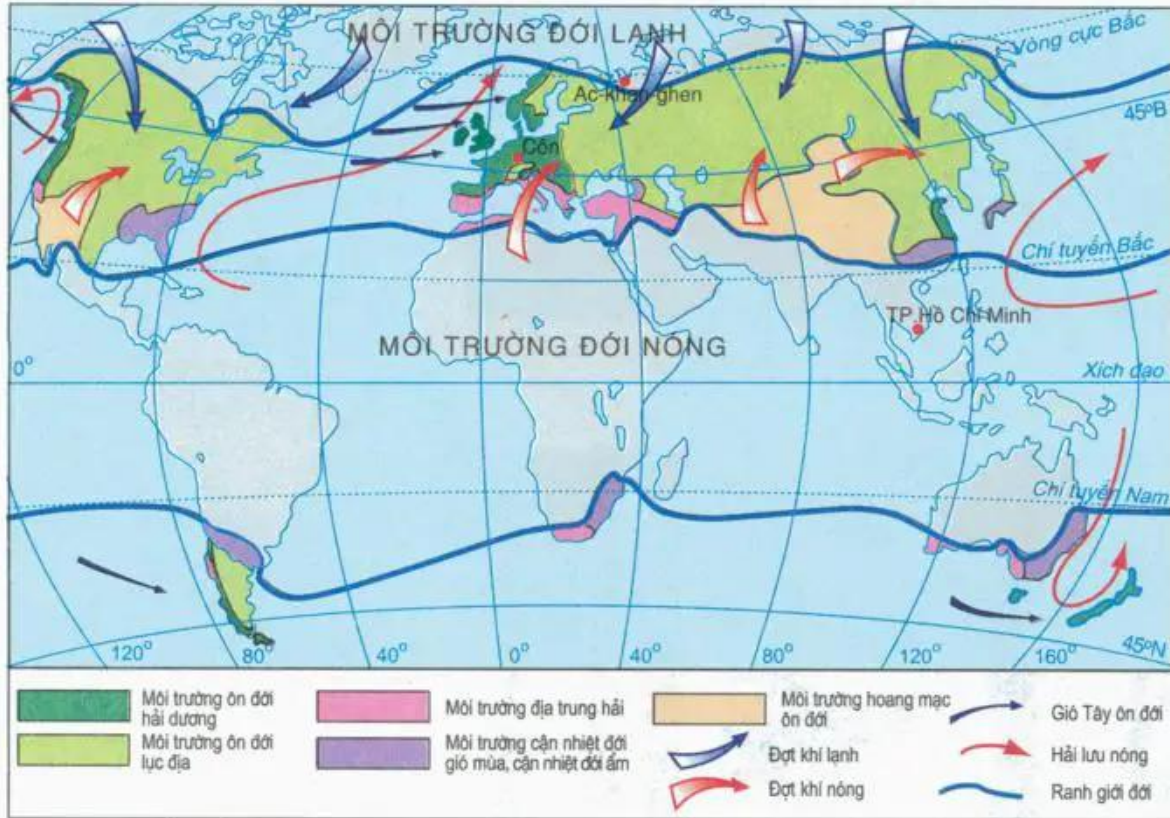 MÔI TRƯỜNG ĐỚI LẠNH
Vòng cực Bắc
Ac-khan-ghen
45°B
Côn
Chí tuyến Bắc
TP.Hồ Chí Minh
MÔI TRƯỜNG ĐỚI NÓNG
0°
Xích đạo
Chí tuyến Nam
120°
80°
40°
0°
40°
80°
120°
160°
45°N
Môi trường ôn đới
hải dương
Môi trường ôn đới
lục địa
Môi trường địa trung hải
Môi trường cận nhiệt đới
gió mùa, cận nhiệt đới ẩm
Môi trường hoang mạc
ôn đới
Đợt khí lạnh
Đợt khí nóng
Gió Tây ôn đới
Hải lưu nóng
Ranh giới đới